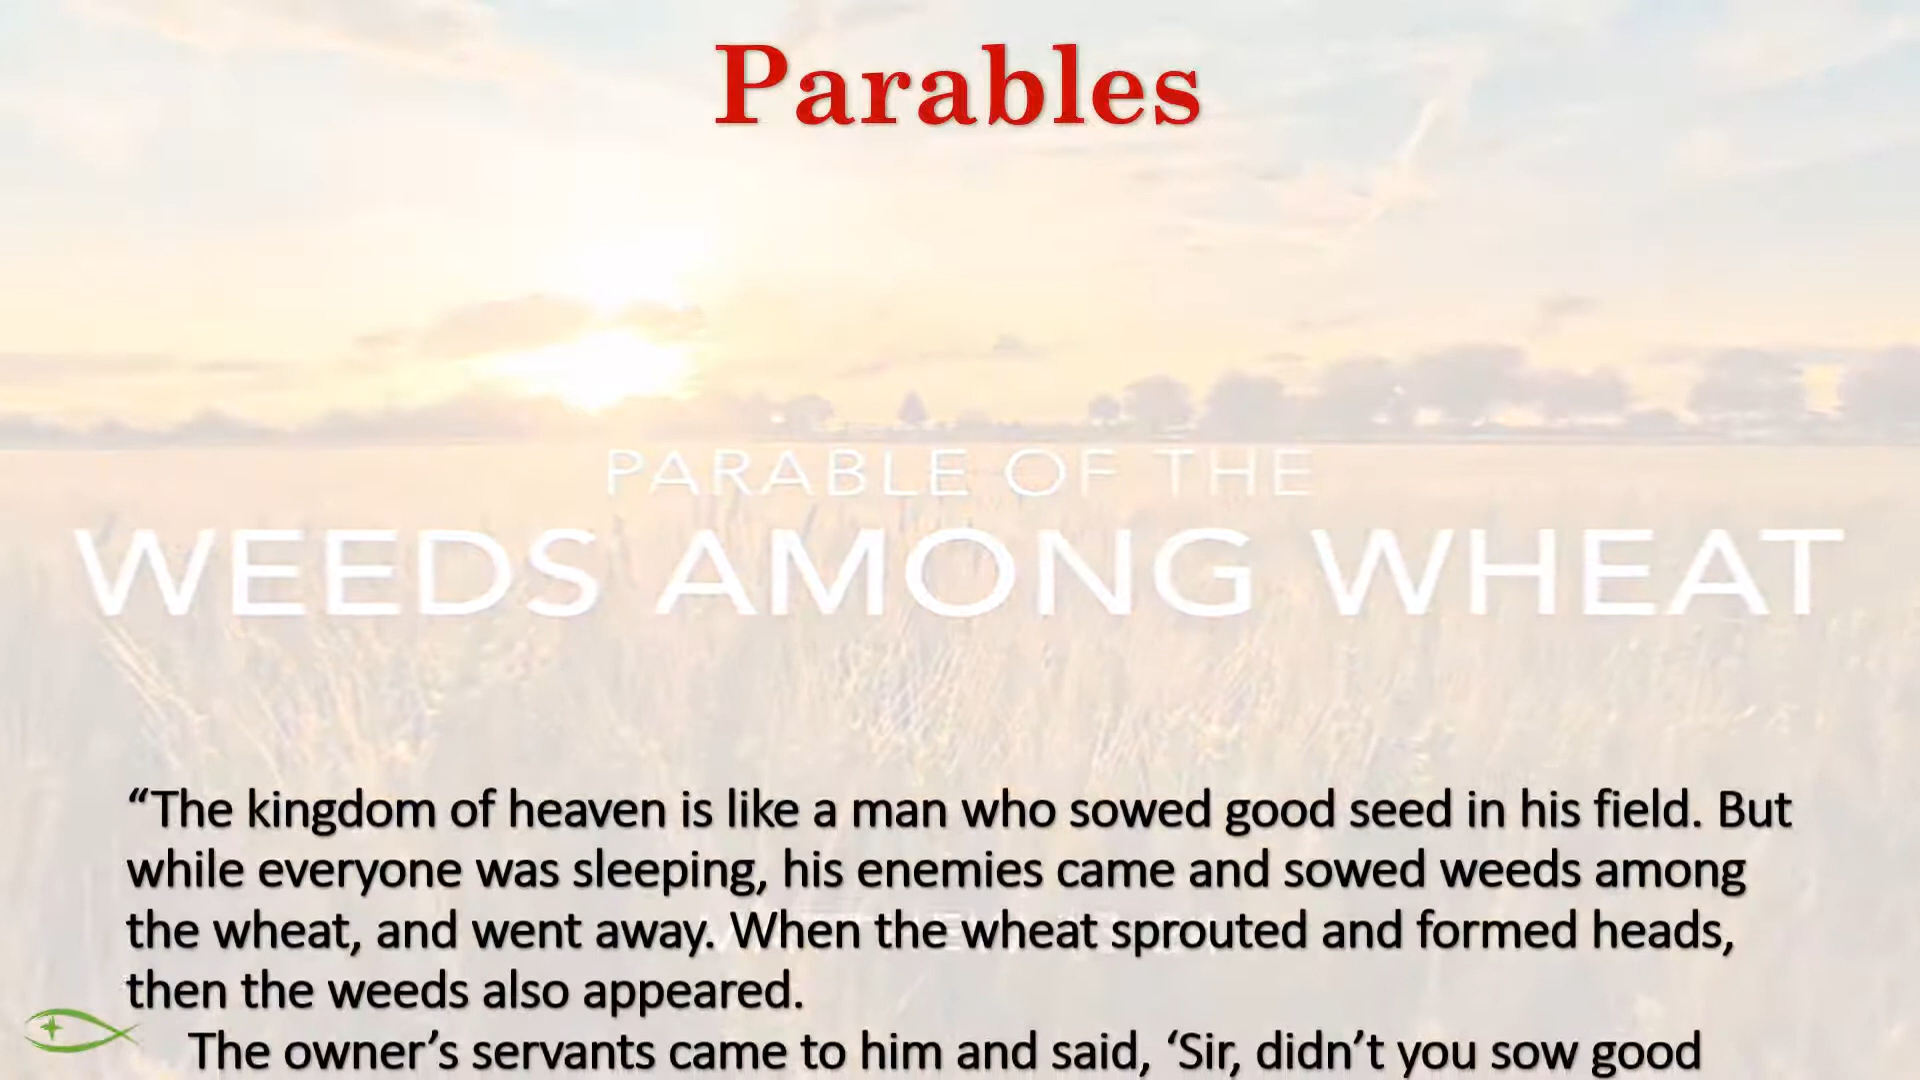 Parables
PARABLE OF THE
WEEDS AMONG WHEAT
“The kingdom of heaven is like a man who sowed good seed in his field. But
while everyone was sleeping, his enemies came and sowed weeds among
the wheat, and went away. When the wheat sprouted and formed heads,
then the weeds also appeared.
The owner’s servants came to him and said, ‘Sir, didn’t you sow good